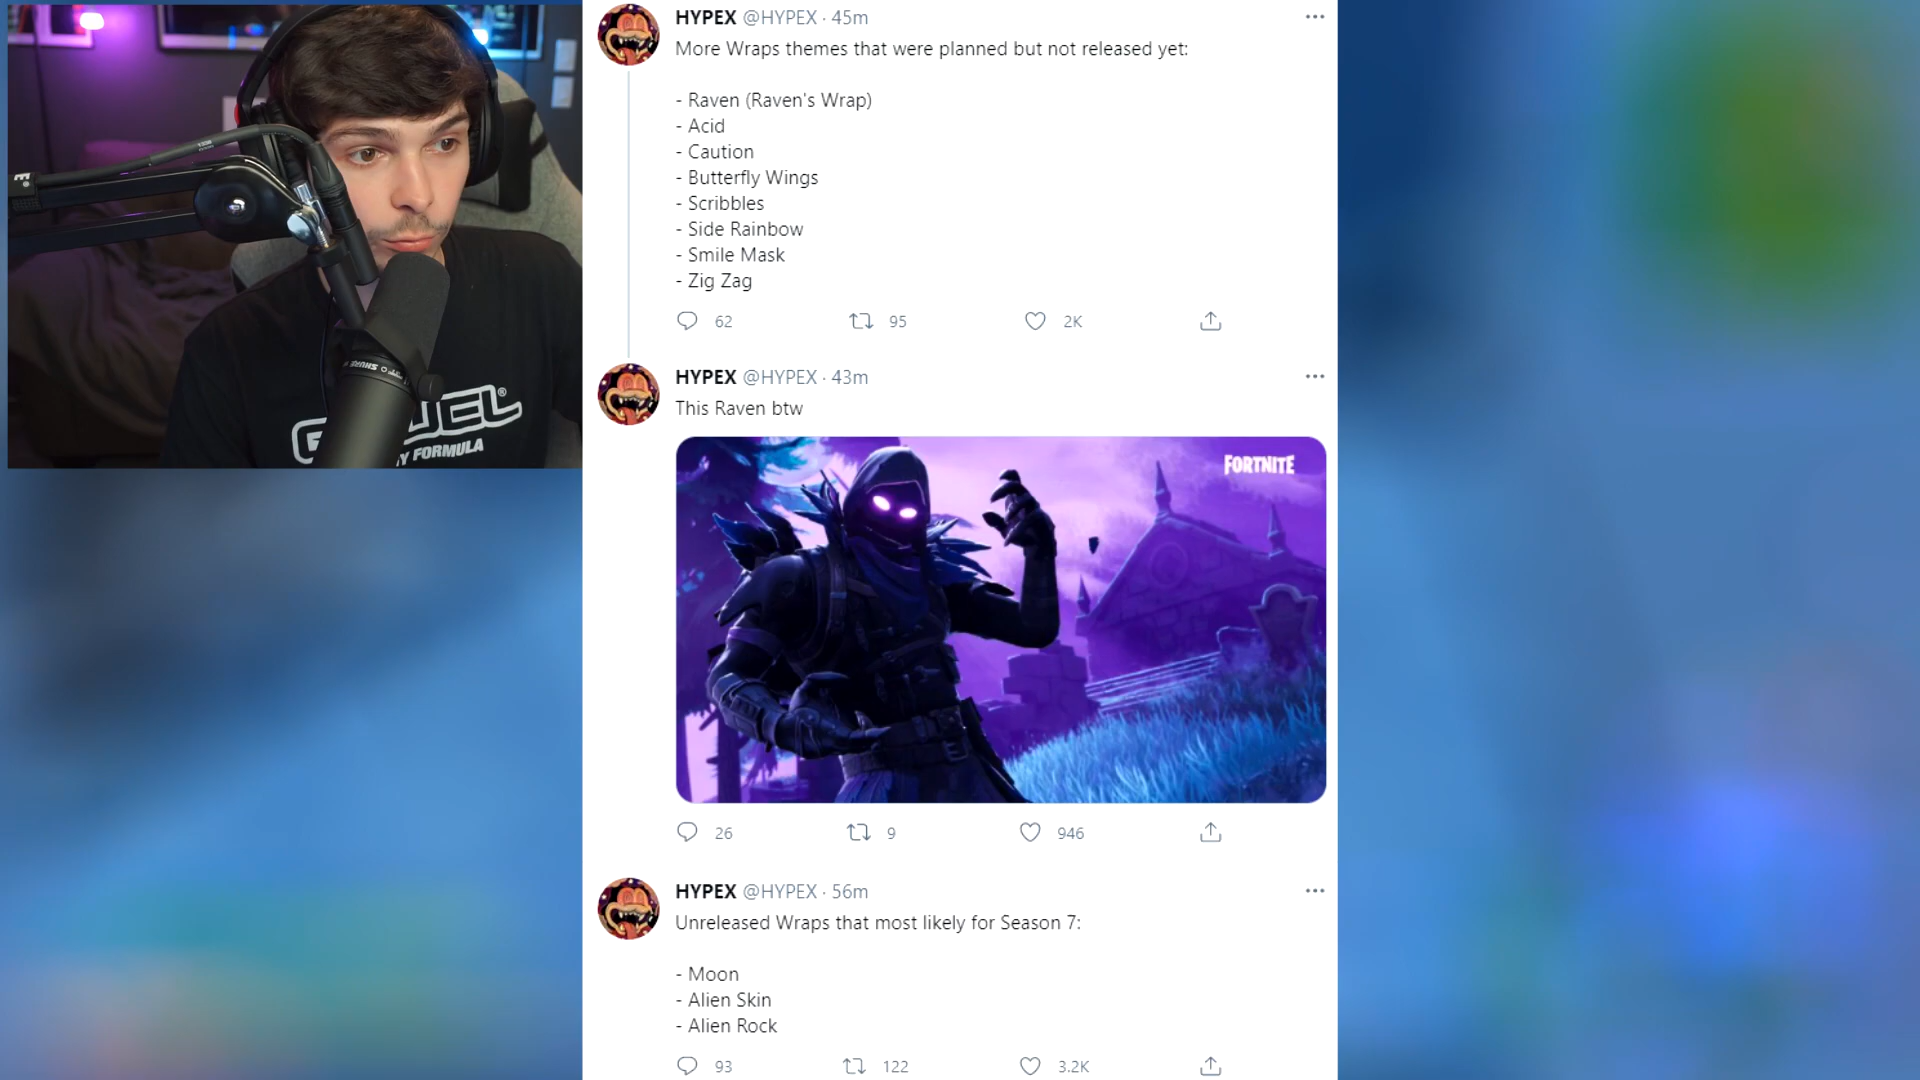 HYPEX @HYPEX · 45m
More Wraps themes that were planned but not released yet:
- Raven (Raven's Wrap)
- Acid
- Caution
- Butterfly Wings
- Scribbles
- Side Rainbow
- Smile Mask
- Zig Zag
62 95 2K
HYPEX @HYPEX · 43m
This Raven btw
FORTNITE
26 9 946
HYPEX @HYPEX · 56m
Unreleased Wraps that most likely for Season 7:
- Moon
- Alien Skin
- Alien Rock
93 122 3.2K
SHURE
FORMULA